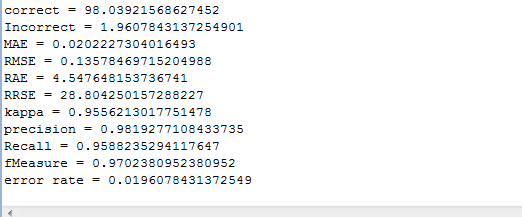 correct = 98.03921568627452
Incorrect = 1.9607843137254901
MAE = 0.0202227304016493
RMSE = 0.13578469715204988
RAE = 4.547648153736741
RRSE = 28.804250157288227
kappa = 0.9556213017751478
precision = 0.9819277108433735
Recall = 0.9588235294117647
fMeasure = 0.9702380952380952
error rate = 0.0196078431372549